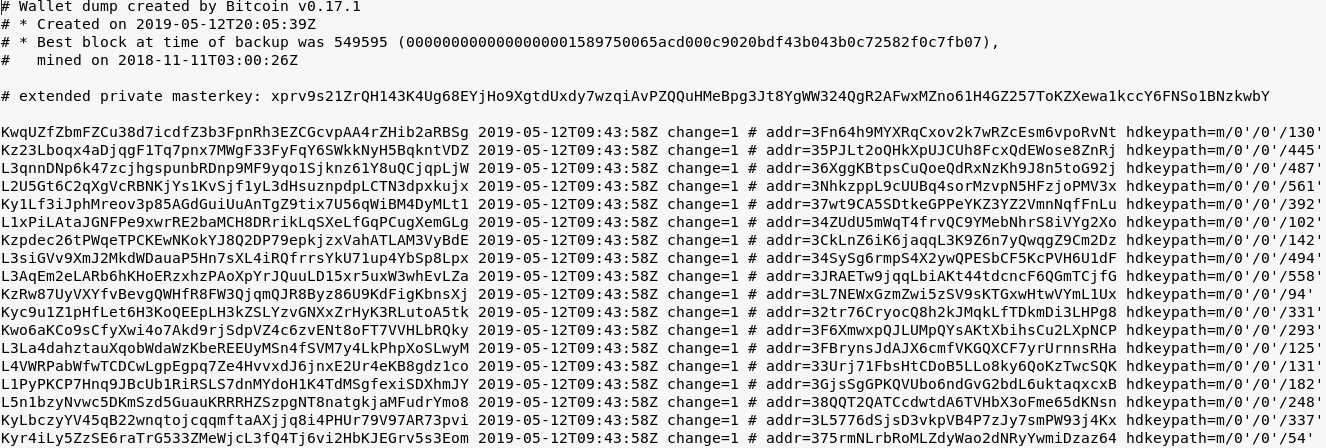 # Wallet dump created by Bitcoin v0.17.1
# * Created on 2019-05-12T20:05:39Z
# * Best block at time of backup was 549595 (0000000000000000001589750065acd000c9020bdf43b043b0c72582f0c7fb07),
#   mined on 2018-11-11T03:00:26Z
# extended private masterkey: xprv9s21ZrQH143K4Ug68EYjHo9XgtdUxdy7wzqiAvPZQQuHMeBpg3Jt8YgWW324QgR2AFwxMZno61H4GZ257ToKZXewa1kccY6FNSo1BNzkwbY
KwqUZfZbmFZCu38d7icdfZ3b3FpnRh3EZCGcvpAA4rZHib2aRBSg 2019-05-12T09:43:58Z change=1 # addr=3Fn64h9MYXRqCxov2k7wRZcEsm6vpoRvNt hdkeypath=m/0'/0'/130'
Kz23Lboqx4aDjqgF1Tq7pnx7MWgF33FyFqY6SWkkNyH5BqkntVDZ 2019-05-12T09:43:58Z change=1 # addr=35PJLt2oQHkXpUJCUh8FcxQdEWose8ZnRj hdkeypath=m/0'/0'/445'
L3qnnDNp6k47zcjhgspunbRDnp9MF9yqo1Sjknz61Y8uQCjqpLjW 2019-05-12T09:43:58Z change=1 # addr=36XggKBtpsCuQoeQdRxNzKh9J8n5toG92j hdkeypath=m/0'/0'/487'
L2U5Gt6C2qXgVcRBNKjYs1KvSjf1yL3dHsuznpdpLCTN3dpxkujx 2019-05-12T09:43:58Z change=1 # addr=3NhkzppL9cUUBq4sorMzvpN5HFzjoPMV3x hdkeypath=m/0'/0'/561'
Ky1Lf3iJphMreov3p85AGdGuiUuAnTgZ9tix7U56qWiBM4DyMLt1 2019-05-12T09:43:58Z change=1 # addr=37wt9CA5SDtkeGPPeYKZ3YZ2VmnNqfFnLu hdkeypath=m/0'/0'/392'
L1xPiLAtaJGNFPe9xwrRE2baMCH8DRrikLqSXeLfGqPCugXemGLg 2019-05-12T09:43:58Z change=1 # addr=34ZUdU5mWqT4frvQC9YMebNhrS8iVYg2Xo hdkeypath=m/0'/0'/102'
Kzpdec26tPWqeTPCKEwNKokYJ8Q2DP79epkjzxVahATLAM3VyBdE 2019-05-12T09:43:58Z change=1 # addr=3CkLnZ6iK6jaqqL3K9Z6n7yQwqgZ9Cm2Dz hdkeypath=m/0'/0'/142'
L3siGVv9XmJ2MkdWDauaP5Hn7sXL4iRQfrrsYkU71up4YbSp8Lpx 2019-05-12T09:43:58Z change=1 # addr=34SySg6rmpS4X2ywQPESbCF5KcPVH6U1dF hdkeypath=m/0'/0'/494'
L3AqEm2eLARb6hKHoERzxhzPAoXpYrJQuuLD15xr5uxW3whEvLZa 2019-05-12T09:43:58Z change=1 # addr=3JRAETw9jqqLbiAKt44tdcncF6QGmTCjfG hdkeypath=m/0'/0'/558'
KzRw87UyVXYfvBevgQWHfR8FW3QjqmQJR8Byz86U9KdFigKbnsXj 2019-05-12T09:43:58Z change=1 # addr=3L7NEWxGzmZwi5zSV9sKTGxwHtwVYmL1Ux hdkeypath=m/0'/0'/94'
Kyc9u1Z1pHfLet6H3KoQEEpLH3kZSLYzvGNXxZrHyK3RLutoA5tk 2019-05-12T09:43:58Z change=1 # addr=32tr76CryocQ8h2kJMqkLfTDkmDi3LHPg8 hdkeypath=m/0'/0'/331'
Kwo6aKCo9sCfyXwi4o7Akd9rjSdpVZ4c6zvENt8oFT7VVHLbRQky 2019-05-12T09:43:58Z change=1 # addr=3F6XmwxpQJLUMpQYsAKtXbihsCu2LXpNCP hdkeypath=m/0'/0'/293'
L3La4dahztauXqobWdaWzKbeREEUyMSn4fSVM7y4LkPhpXoSLwyM 2019-05-12T09:43:58Z change=1 # addr=3FBrynsJdAJX6cmfVKGQXCF7yrUrnnsRHa hdkeypath=m/0'/0'/125'
L4VWRPabWfwTCDCwLgpEgpq7Ze4HvvxdJ6jnxE2Ur4eKB8gdz1co 2019-05-12T09:43:58Z change=1 # addr=33Urj71FbsHtCDoB5LLo8ky6QoKzTwcSQK hdkeypath=m/0'/0'/131'
L1PyPKCP7Hnq9JBcUb1RiRSLS7dnMYdoH1K4TdMSgfexiSDXhmJY 2019-05-12T09:43:58Z change=1 # addr=3GjsSgGPKQVUbo6ndGvG2bdL6uktaqxcxB hdkeypath=m/0'/0'/182'
L5n1bzyNvwc5DKmSzd5GuauKRRRHZSzpgNT8natgkjaMFudrYmo8 2019-05-12T09:43:58Z change=1 # addr=38QQT2QATCcdwtdA6TVHbX3oFme65dKNsn hdkeypath=m/0'/0'/248'
KyLbczyYV45qB22wnqtojcqqmftaAXjjq8i4PHUr79V97AR73pvi 2019-05-12T09:43:58Z change=1 # addr=3L5776dSjsD3vkpVB4P7zJy7smPW93j4Kx hdkeypath=m/0'/0'/337'
Kyr4iLy5ZzSE6raTrG533ZMeWjcL3fQ4Tj6vi2HbKJEGrv5s3Eom 2019-05-12T09:43:58Z change=1 # addr=375rmNLrbRoMLZdyWao2dNRyYwmiDzaz64 hdkeypath=m/0'/0'/54'